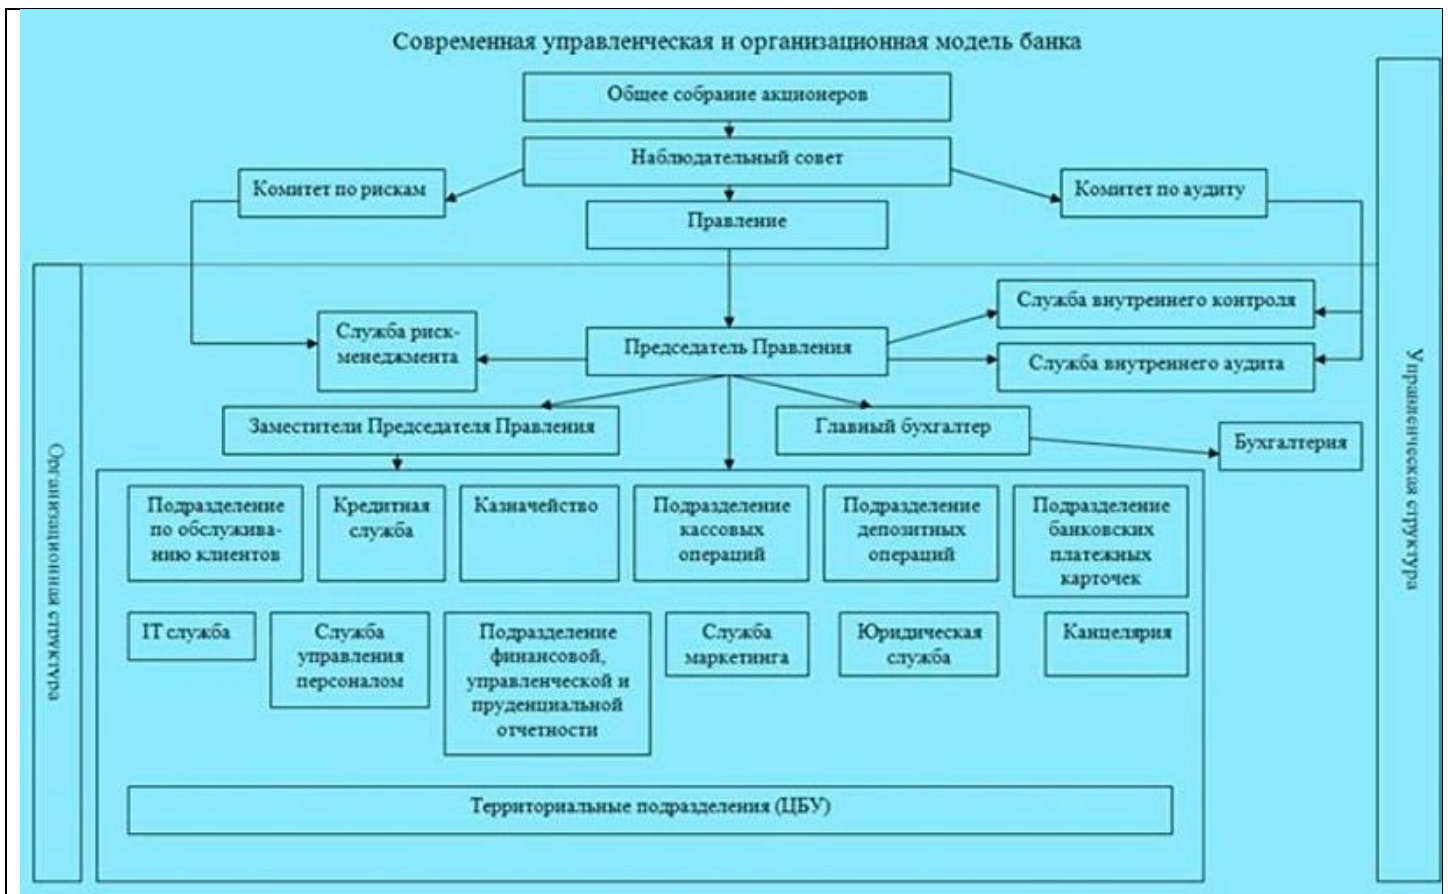 Современная управленческая и организационная модель банка
Общее собрание акционеров
Наблюдательный совет
Комитет по рискам
Комитет по аудиту
Правление
Служба внутреннего контроля
Служба риск-
менеджмента
Председатель Правления
Служба внутреннего аудита
Заместители Председателя Правления
Главный бухгалтер
Бухгалтерия
Подразделение
по обслужива-
нию клиентов
Кредитная
служба
Казначейство
Подразделение
кассовых
операций
Подразделение
депозитных
операций
Подразделение
банковских
платежных
карточек
IT служба
Служба
управления
персоналом
Подразделение
финансовой,
управленческой и
пруденциальной
отчетности
Служба
маркетинга
Юридическая
служба
Канцелярия
Территориальные подразделения (ЦБУ)
Организационная структура
Управленческая структура